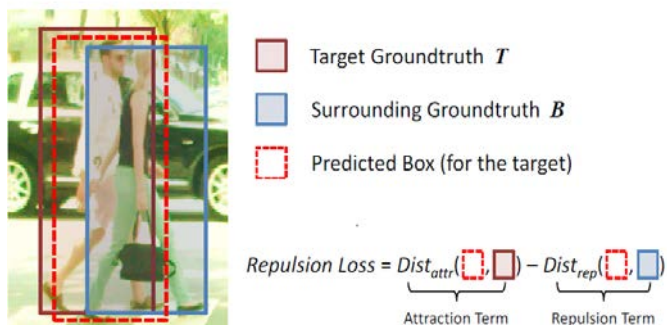 Target Groundtruth T
Surrounding Groundtruth B
Predicted Box (for the target)
Repulsion Loss = Dist_attr( , ) − Dist_rep( , )
Attraction Term Repulsion Term